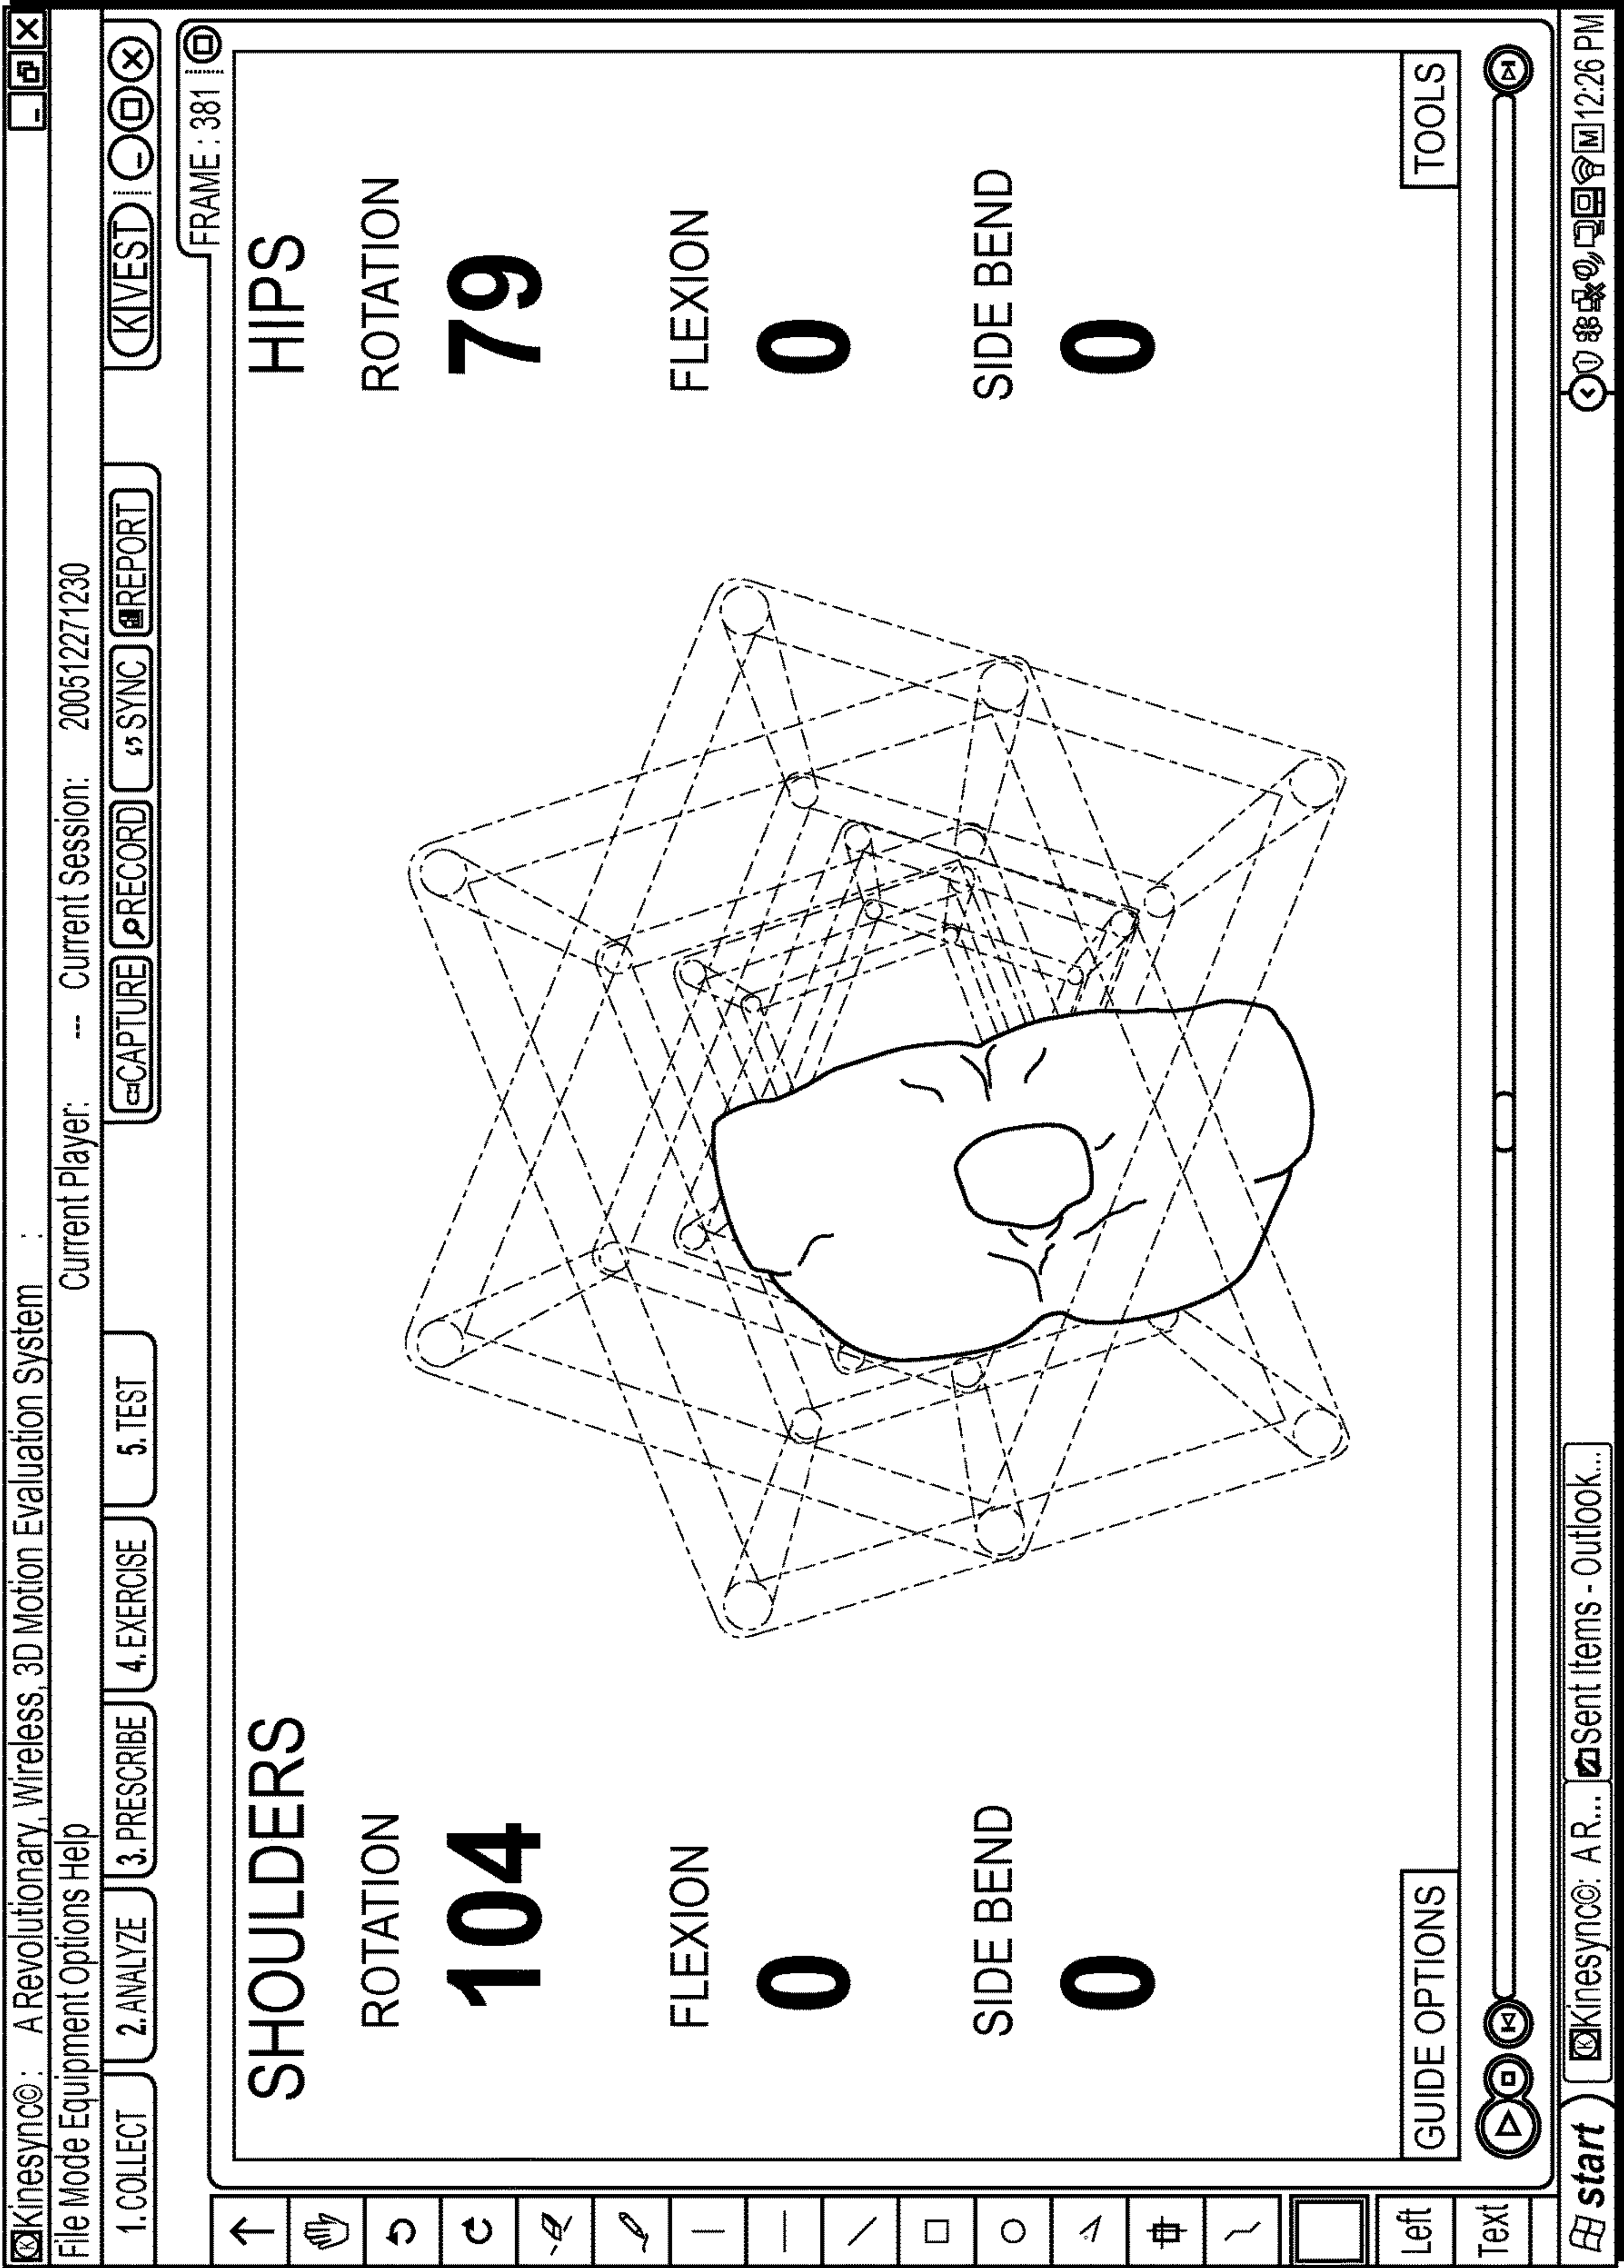 Kinesync©: A Revolutionary, Wireless, 3D Motion Evaluation System :
File Mode Equipment Options Help Current Player: --- Current Session: 200512271230
1. COLLECT 2. ANALYZE 3. PRESCRIBE 4. EXERCISE 5. TEST CAPTURE RECORD SYNC REPORT K|VEST
FRAME : 381
SHOULDERS HIPS
ROTATION ROTATION
104 79
FLEXION FLEXION
0 0
SIDE BEND SIDE BEND
0 0
GUIDE OPTIONS TOOLS
Left
Text
start Kinesync©: A R... Sent Items - Outlook... M 12:26 PM